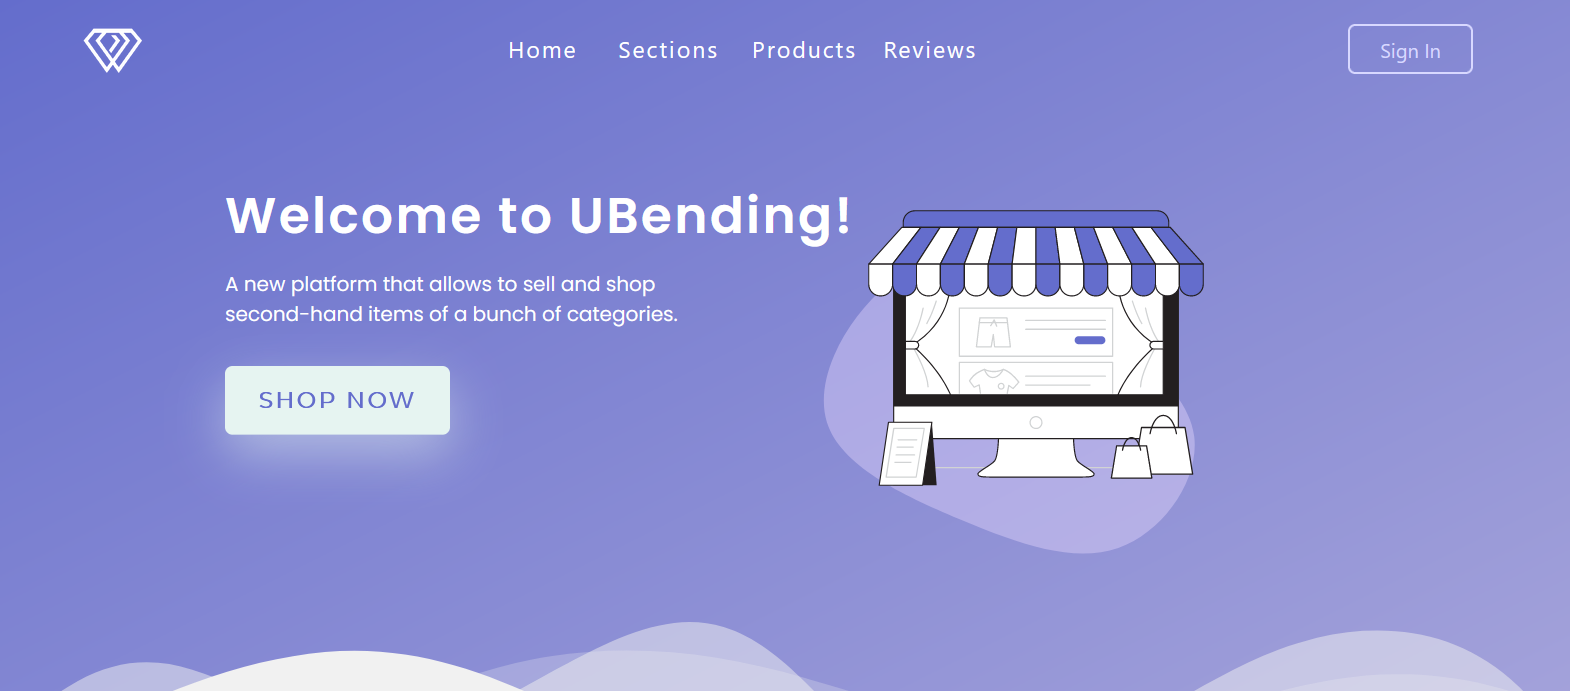 Home Sections Products Reviews Sign In
Welcome to UBending!
A new platform that allows to sell and shop
second-hand items of a bunch of categories.
SHOP NOW